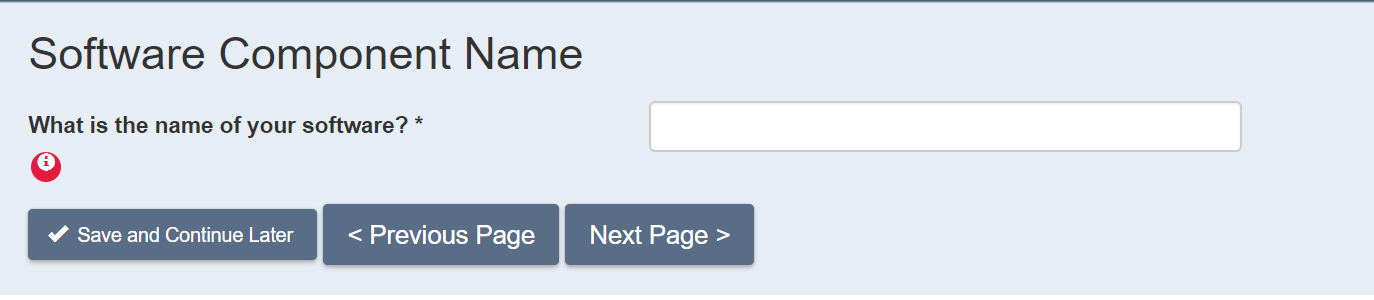 Software Component Name
What is the name of your software? *
i
Save and Continue Later
< Previous Page
Next Page >